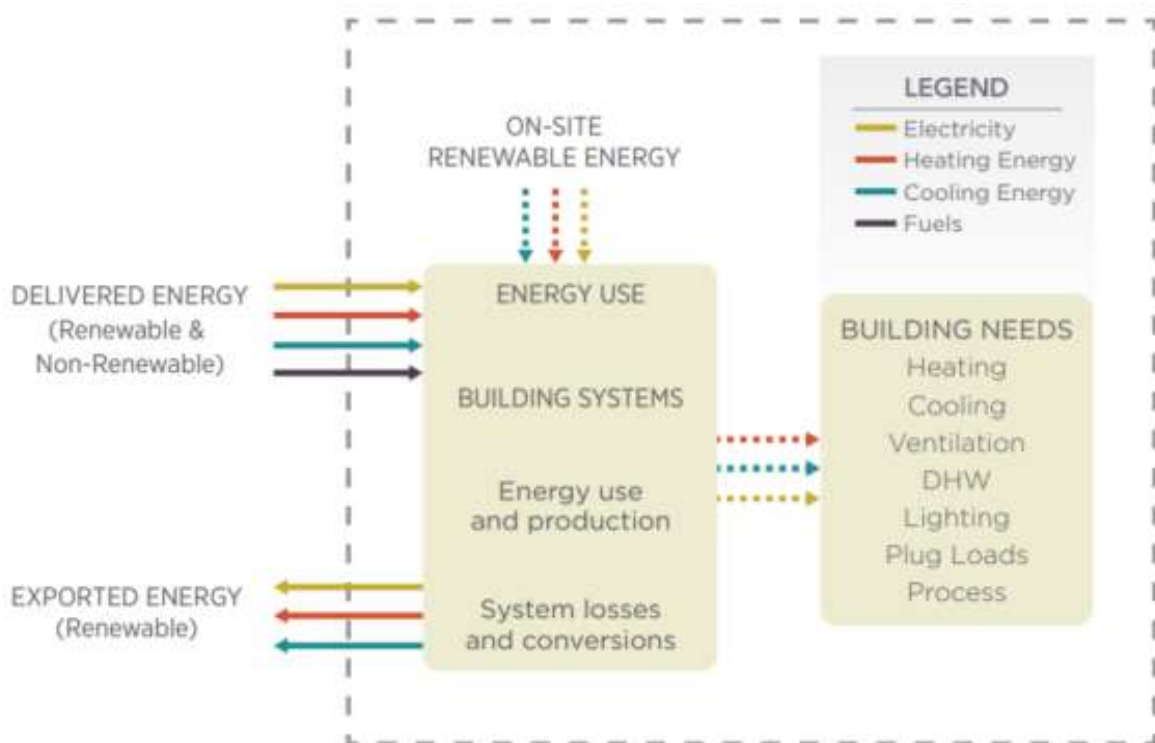 LEGEND
Electricity
Heating Energy
Cooling Energy
Fuels
ON-SITE
RENEWABLE ENERGY
DELIVERED ENERGY
(Renewable &
Non-Renewable)
ENERGY USE
BUILDING SYSTEMS
Energy use
and production
System losses
and conversions
BUILDING NEEDS
Heating
Cooling
Ventilation
DHW
Lighting
Plug Loads
Process
EXPORTED ENERGY
(Renewable)